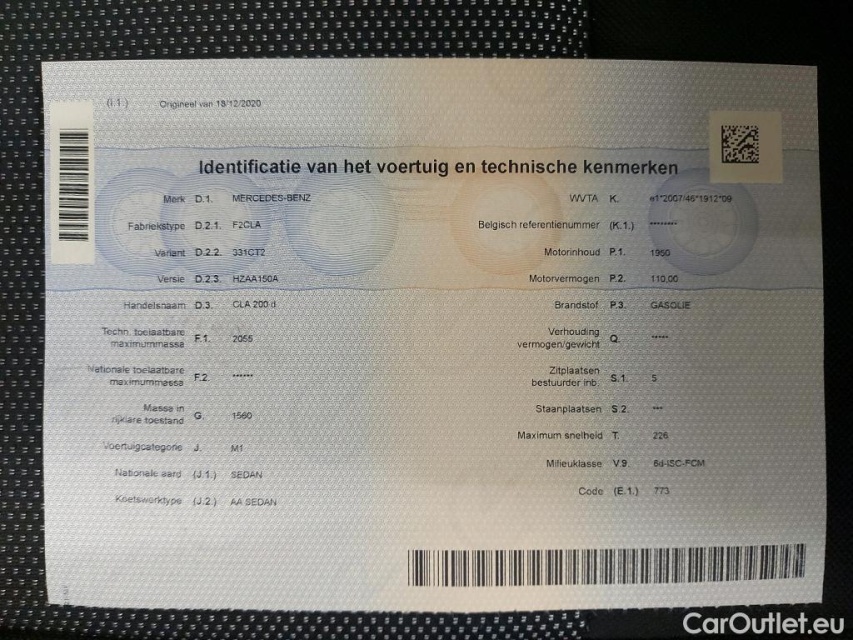 (I.1.) Origineel van 18/12/2020
Identificatie van het voertuig en technische kenmerken
Merk D.1. MERCEDES-BENZ
Fabriekstype D.2.1. F2CLA
Variant D.2.2. 331CT2
Versie D.2.3. HZAA150A
Handelsnaam D.3. CLA 200 d
Techn. toelaatbare
maximummassa F.1. 2055
Nationale toelaatbare
maximummassa F.2. ******
Massa in
rijklare toestand G. 1560
Voertuigcategorie J. M1
Nationale aard (J.1.) SEDAN
Koetswerktype (J.2.) AA SEDAN
WVTA K. e1*2007/46*1912*09
Belgisch referentienummer (K.1.) ********
Motorinhoud P.1. 1950
Motorvermogen P.2. 110,00
Brandstof P.3. GASOLIE
Verhouding
vermogen/gewicht Q. *****
Zitplaatsen
bestuurder inb. S.1. 5
Staanplaatsen S.2. ***
Maximum snelheid T. 226
Milieuklasse V.9. 6d-ISC-FCM
Code (E.1.) 773
CarOutlet.eu